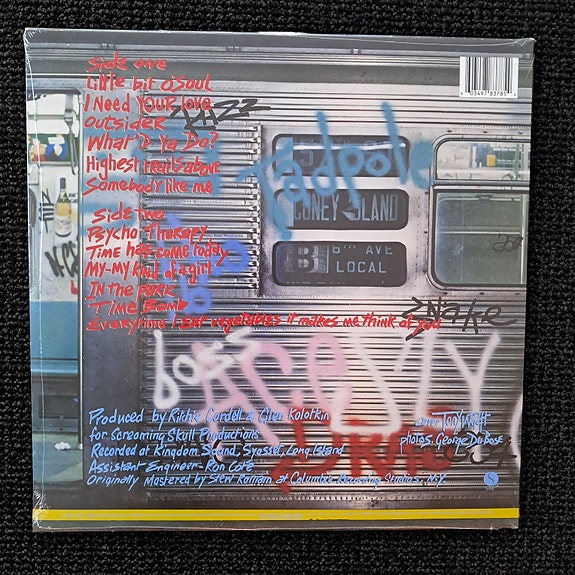 Side one
Little bit O'Soul
I Need YOUR Love
Outsider
What'D Ya Do?
Highest trails above
Somebody like me
Side two
Psycho Therapy
Time has come today
My-My kind of a girl
In the Park
Time Bomb
Everytime I eat vegetables it makes me think of you
Produced by Ritchie Cordell & Glen Kolotkin
for Screaming Skull Productions
Recorded at Kingdom Sound, Syosset, Long Island
Assistant Engineer - Ron Cote
Originally Mastered by Stew Romain at Columbia Recording Studios, N.Y.
photos. George DuBose
Tadpole
CONEY ISLAND
B
6TH AVE
LOCAL
Snake
boss
S